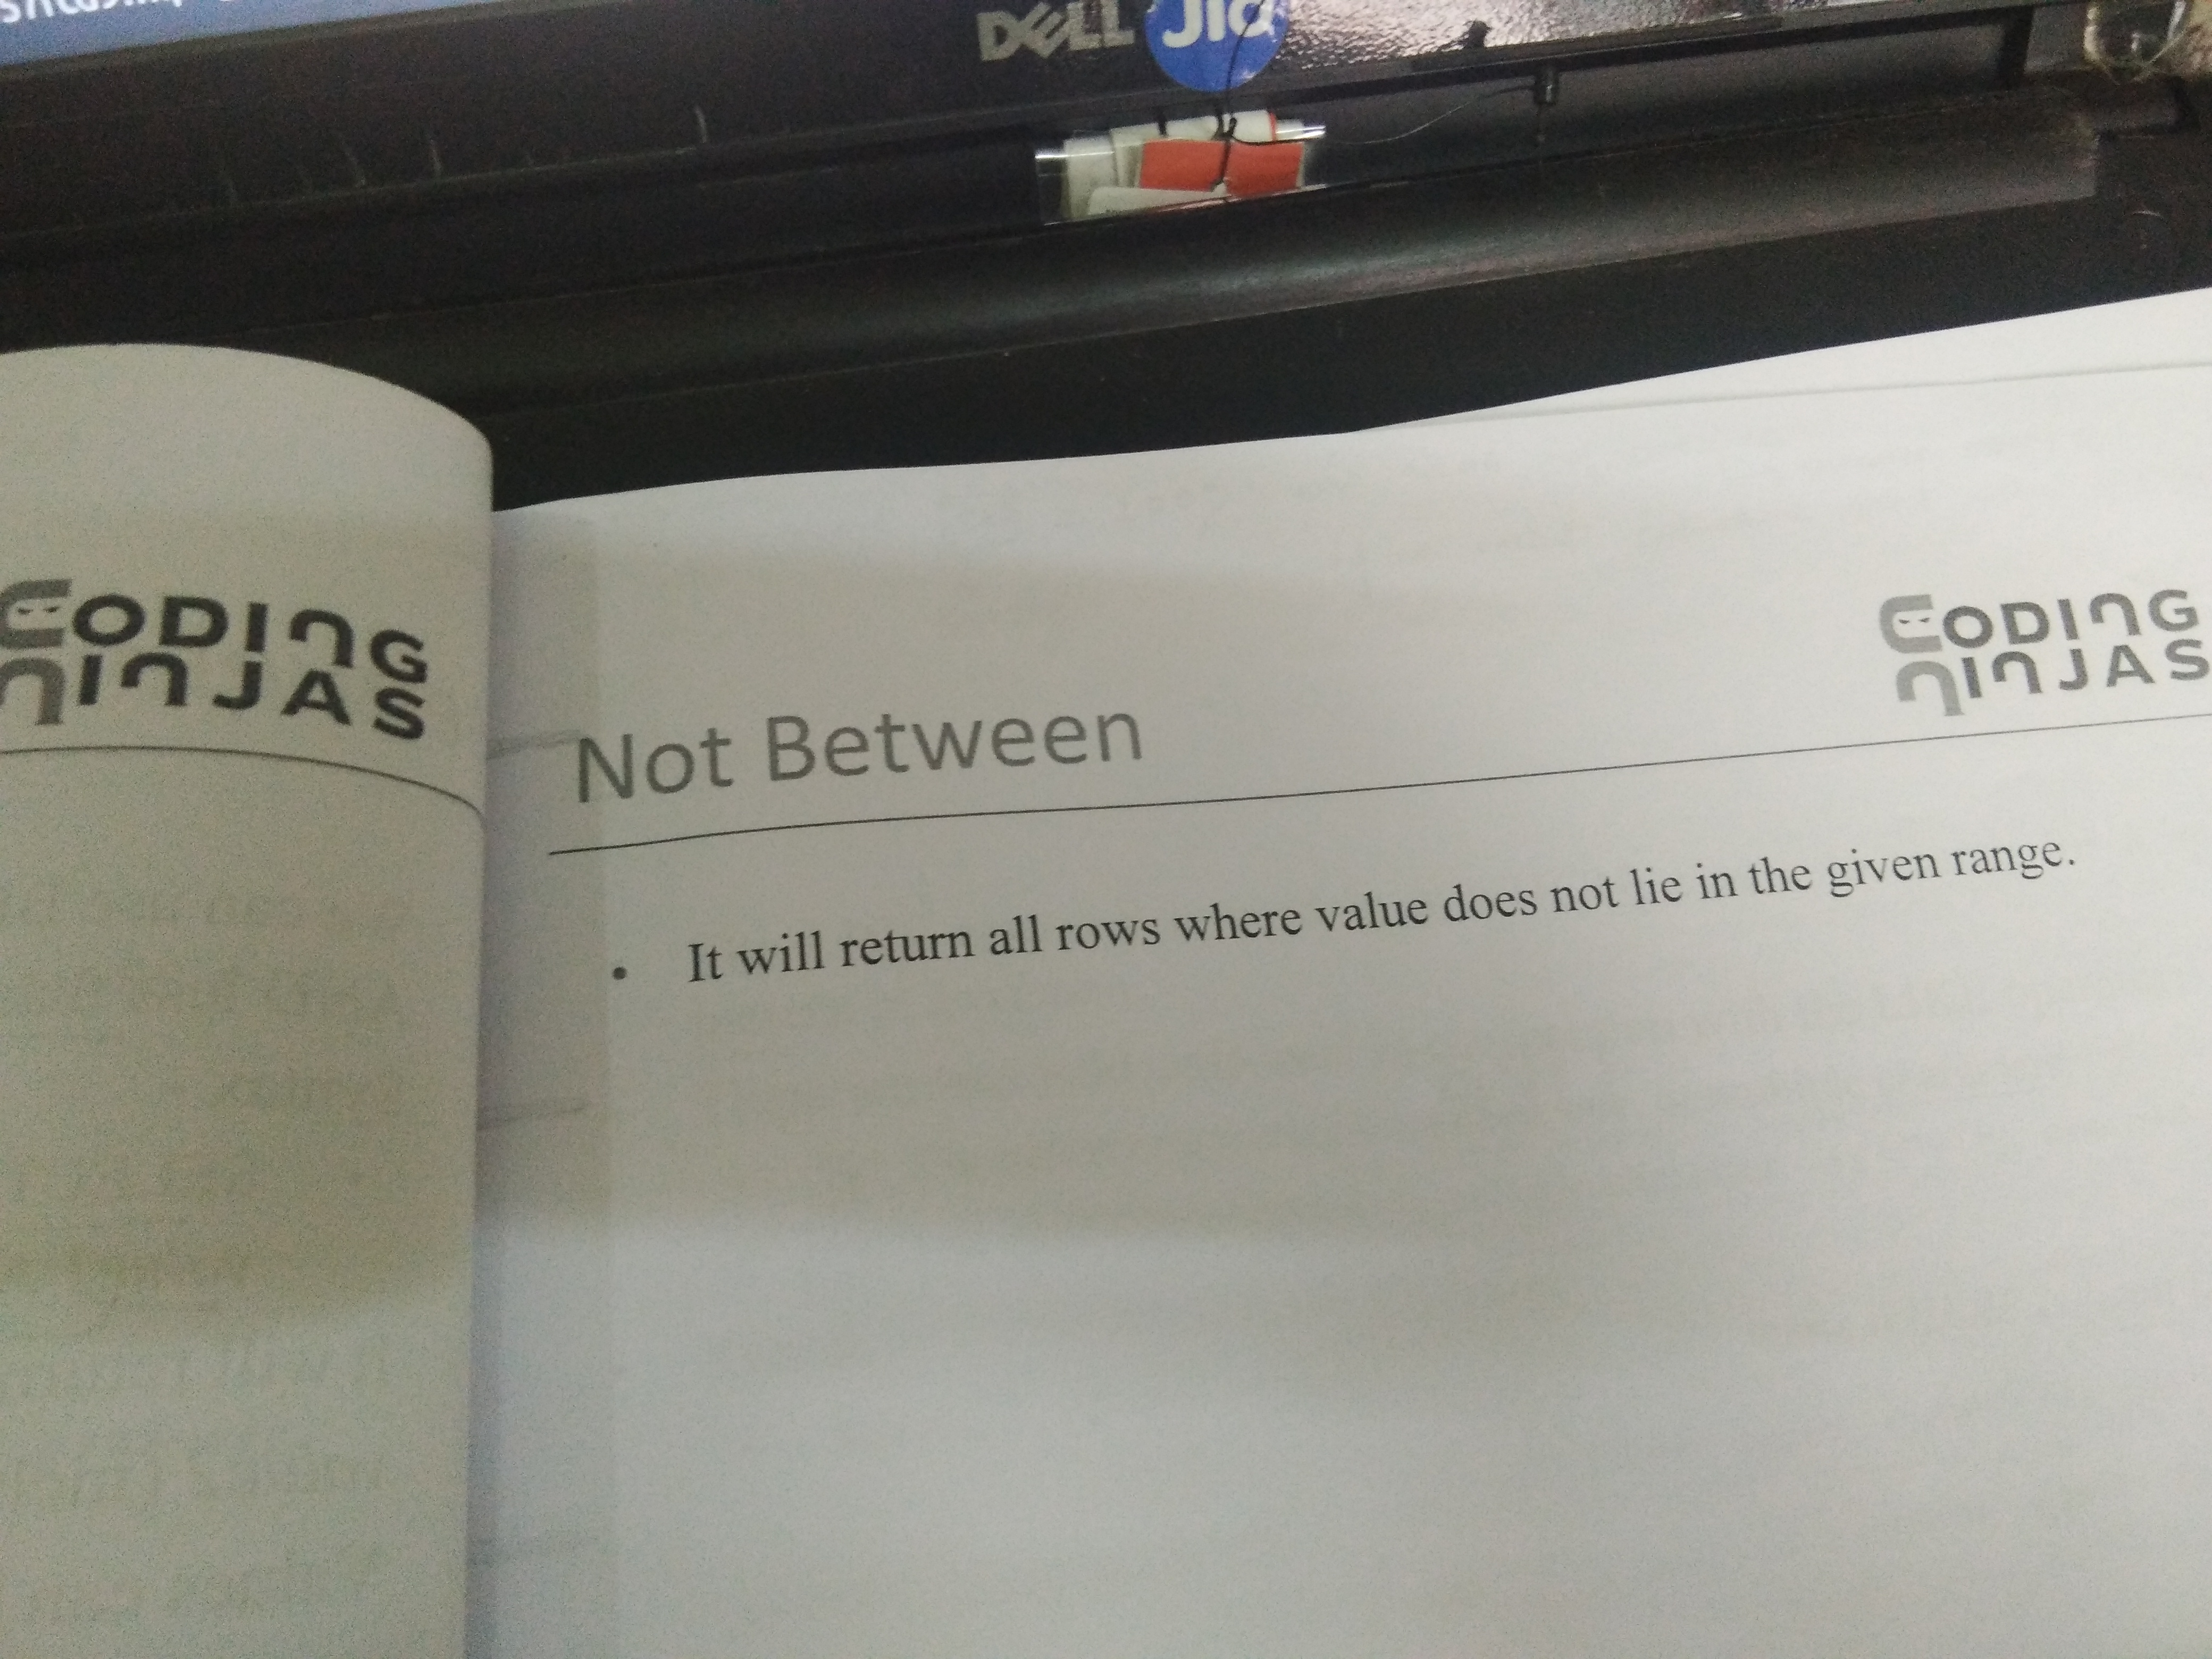 DELL
Jio
CODING
NINJAS
CODING
NINJAS
Not Between
• It will return all rows where value does not lie in the given range.